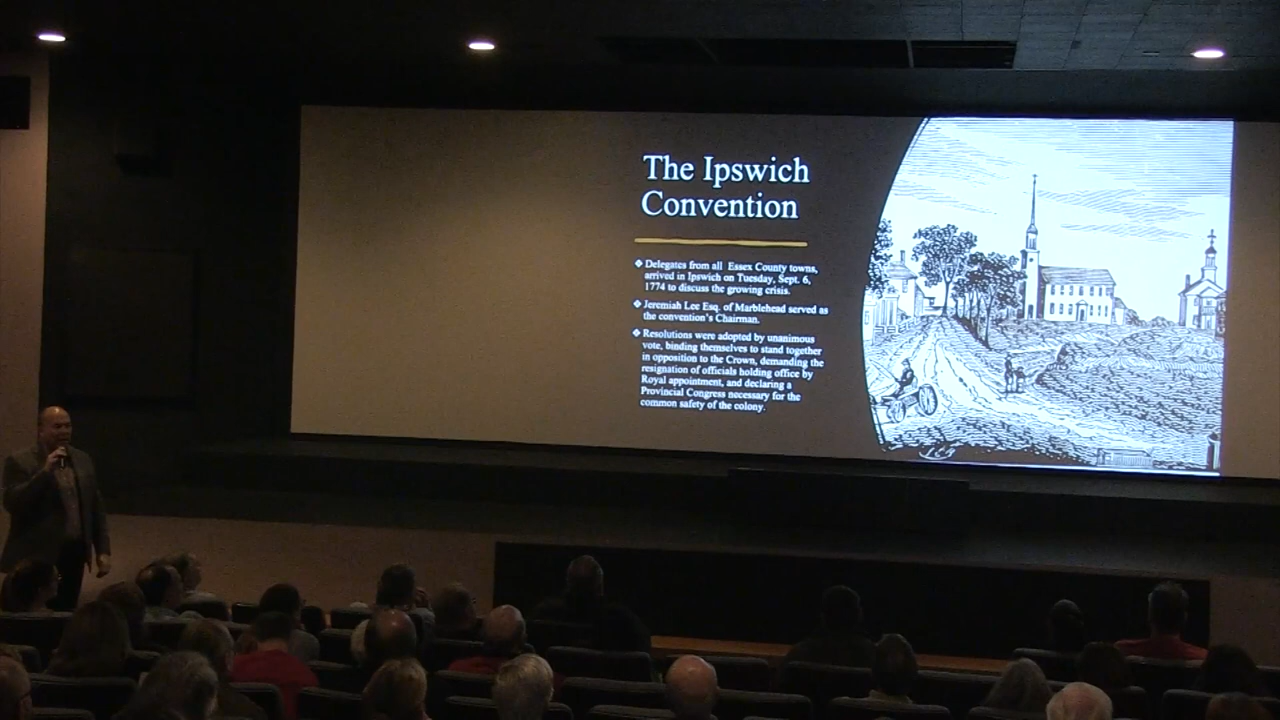 The Ipswich
Convention
❖ Delegates from all Essex County towns,
arrived in Ipswich on Tuesday, Sept. 6,
1774 to discuss the growing crisis.
❖ Jeremiah Lee Esq. of Marblehead served as
the convention's Chairman.
❖ Resolutions were adopted by unanimous
vote, binding themselves to stand together
in opposition to the Crown, demanding the
resignation of officials holding office by
Royal appointment, and declaring a
Provincial Congress necessary for the
common safety of the colony.